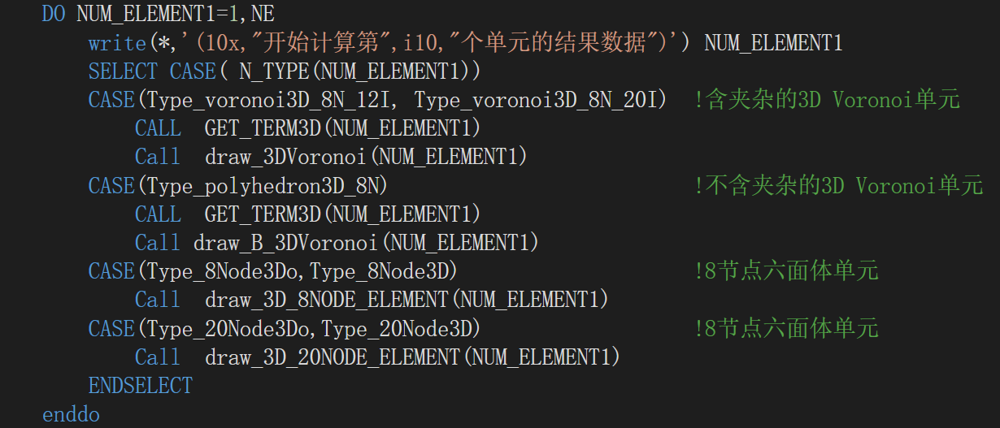 DO NUM_ELEMENT1=1,NE
write(*,'(10x,"开始计算第",i10,"个单元的结果数据")') NUM_ELEMENT1
SELECT CASE( N_TYPE(NUM_ELEMENT1))
CASE(Type_voronoi3D_8N_12I, Type_voronoi3D_8N_20I) !含夹杂的3D Voronoi单元
CALL GET_TERM3D(NUM_ELEMENT1)
Call draw_3DVoronoi(NUM_ELEMENT1)
CASE(Type_polyhedron3D_8N) !不含夹杂的3D Voronoi单元
CALL GET_TERM3D(NUM_ELEMENT1)
Call draw_B_3DVoronoi(NUM_ELEMENT1)
CASE(Type_8Node3Do,Type_8Node3D) !8节点六面体单元
Call draw_3D_8NODE_ELEMENT(NUM_ELEMENT1)
CASE(Type_20Node3Do,Type_20Node3D) !8节点六面体单元
Call draw_3D_20NODE_ELEMENT(NUM_ELEMENT1)
ENDSELECT
enddo